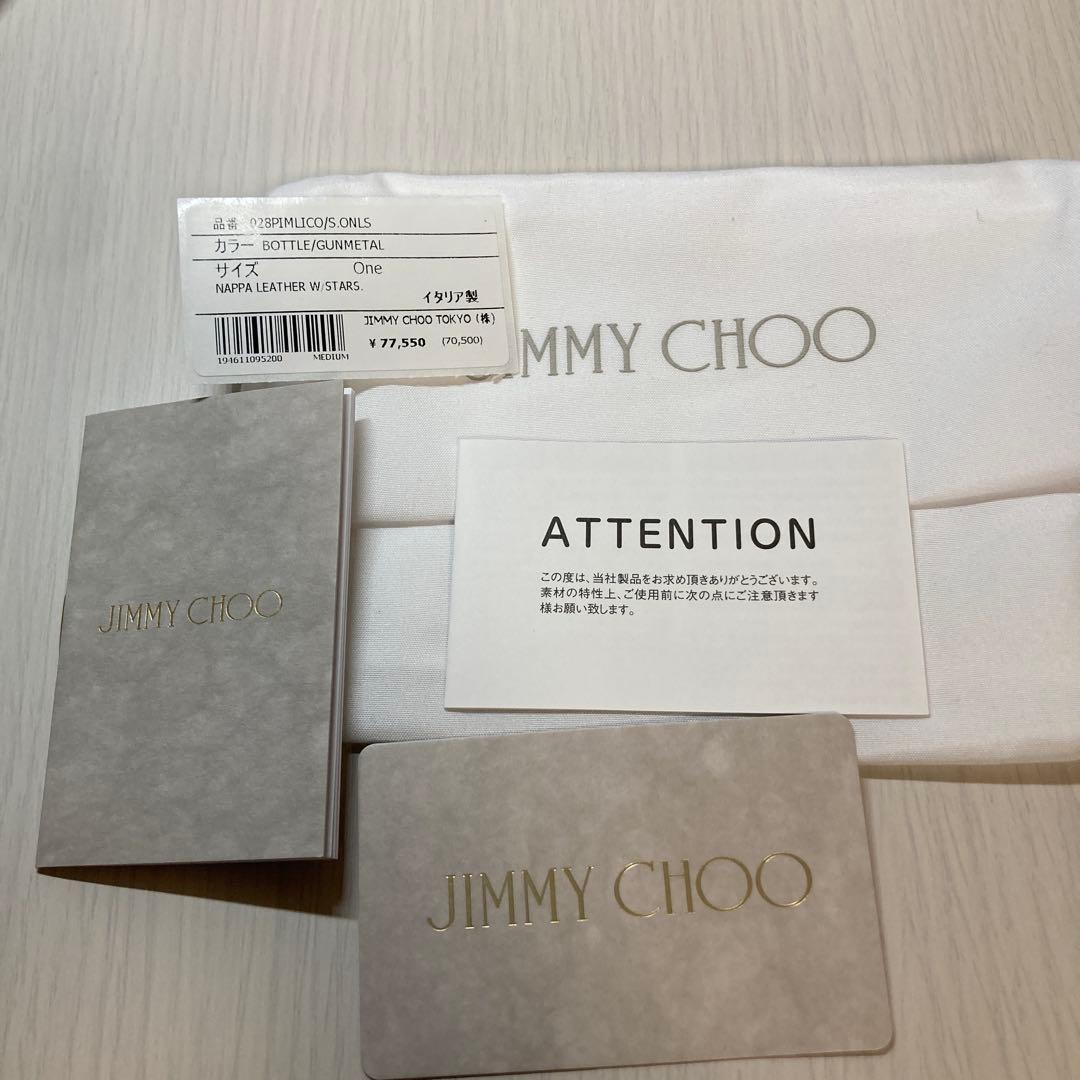 品番 028PIMLICO/S.ONLS
カラー BOTTLE/GUNMETAL
サイズ One
NAPPA LEATHER W/STARS.
イタリア製
JIMMY CHOO TOKYO (株)
¥ 77,550 (70,500)
194611095200 MEDIUM
JIMMY CHOO
ATTENTION
この度は、当社製品をお求め頂きありがとうございます。
素材の特性上、ご使用前に次の点にご注意頂きます
様お願い致します。
JIMMY CHOO
JIMMY CHOO